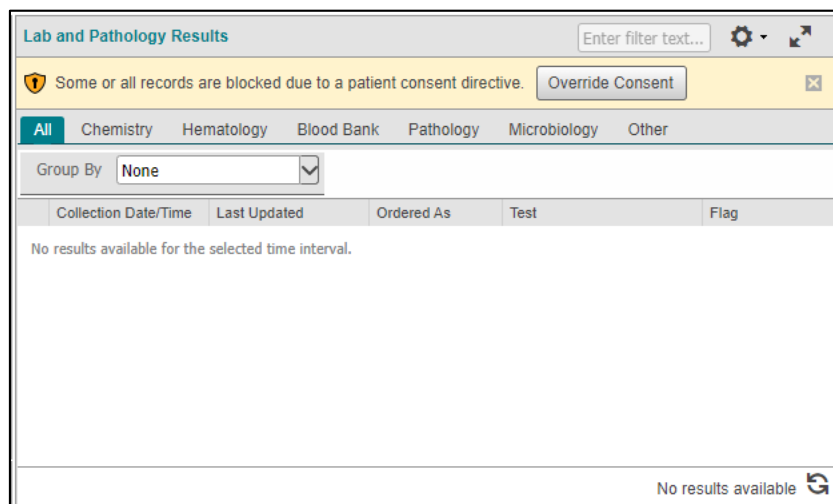 Lab and Pathology Results Enter filter text...
Some or all records are blocked due to a patient consent directive. Override Consent
All Chemistry Hematology Blood Bank Pathology Microbiology Other
Group By None
Collection Date/Time Last Updated Ordered As Test Flag
No results available for the selected time interval.
No results available